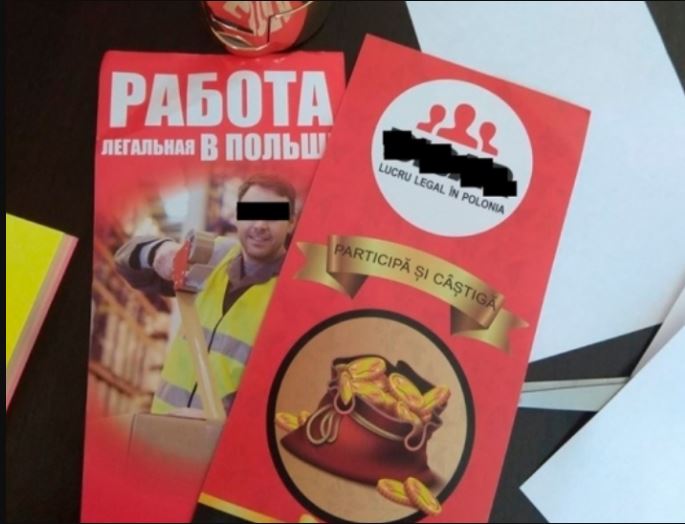 РАБОТА
ЛЕГАЛЬНАЯ В ПОЛЬШ
LUCRU LEGAL ÎN POLONIA
PARTICIPĂ ȘI CÂȘTIGĂ